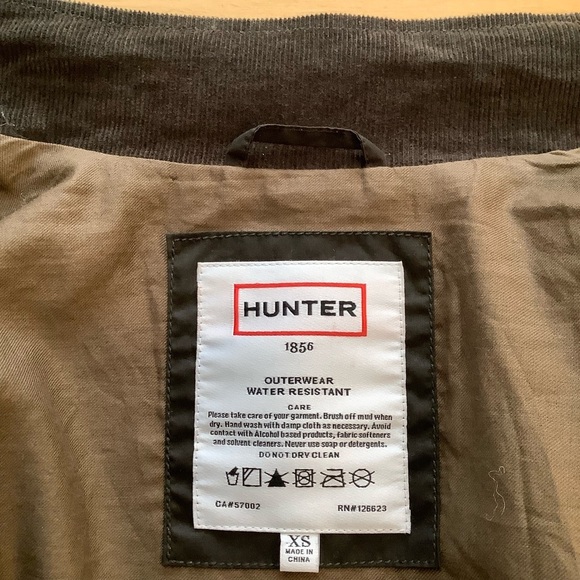 HUNTER
1856
OUTERWEAR
WATER RESISTANT
CARE
Please take care of your garment. Brush off mud when
dry. Hand wash with damp cloth as necessary. Avoid
contact with Alcohol based products, fabric softeners
and solvent cleaners. Never use soap or detergents.
DO NOT DRY CLEAN
CA#57002 RN#126623
XS
MADE IN
CHINA